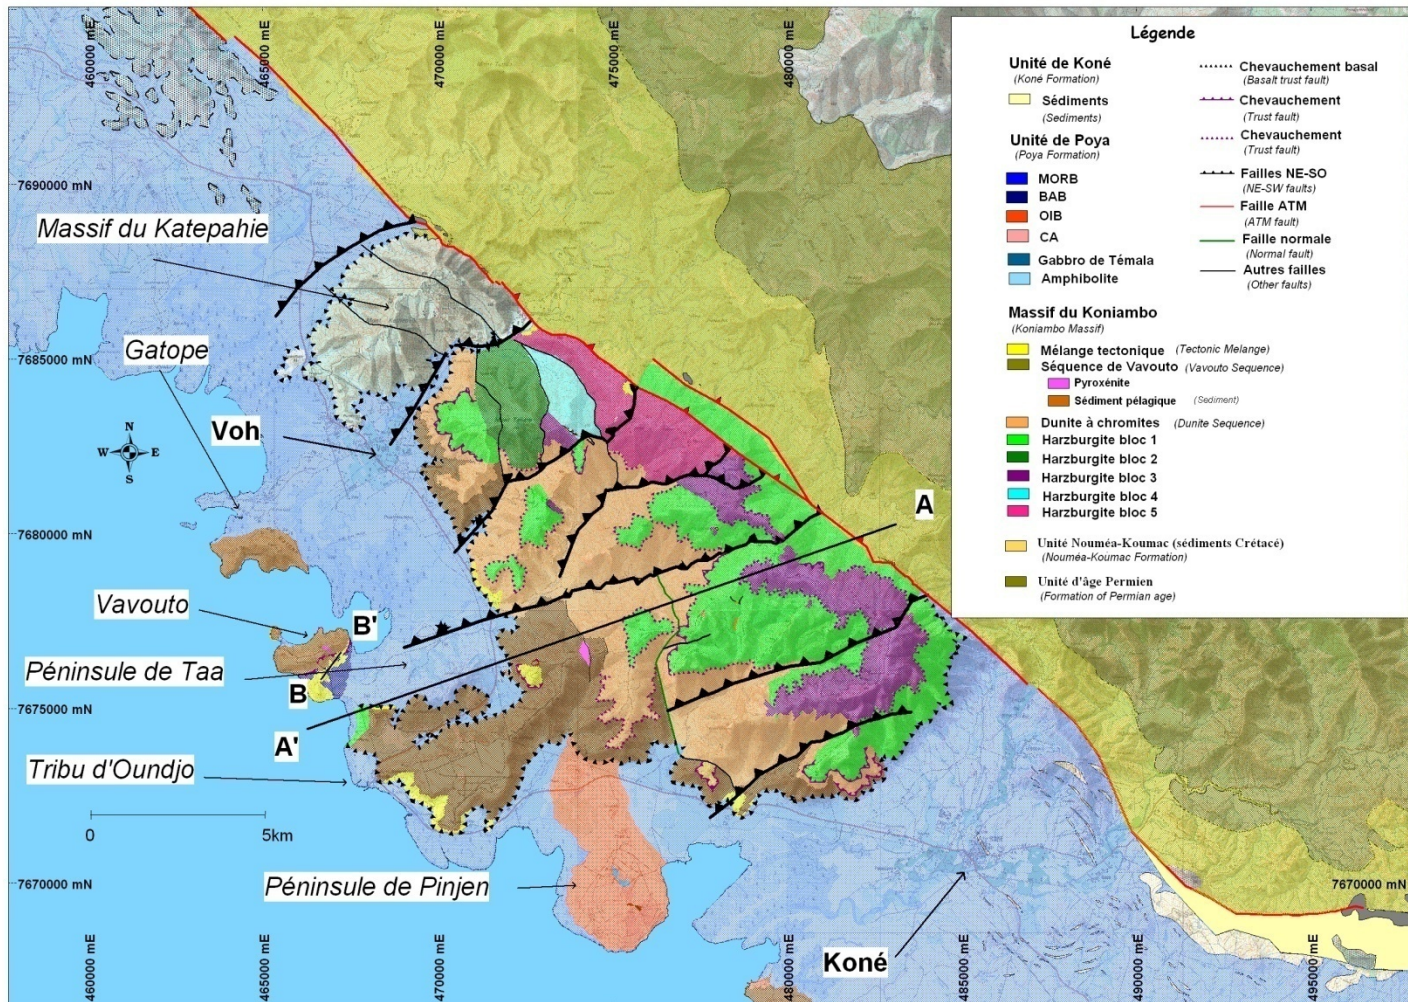 460000 mE
465000 mE
470000 mE
475000 mE
480000 mE
7690000 mN
Massif du Katepahie
7685000 mN
Gatope
N
W E
S
Voh
A
7680000 mN
Vavouto
B'
Péninsule de Taa
B
7675000 mN
A'
Tribu d'Oundjo
0 5km
7670000 mN
Péninsule de Pinjen
Koné
7670000 mN
460000 mE
465000 mE
470000 mE
480000 mE
485000 mE
490000 mE
495000 mE
Légende
Unité de Koné
(Koné Formation)
Sédiments
(Sediments)
Unité de Poya
(Poya Formation)
MORB
BAB
OIB
CA
Gabbro de Témala
Amphibolite
Massif du Koniambo
(Koniambo Massif)
Mélange tectonique (Tectonic Melange)
Séquence de Vavouto (Vavouto Sequence)
Pyroxénite
Sédiment pélagique (Sediment)
Dunite à chromites (Dunite Sequence)
Harzburgite bloc 1
Harzburgite bloc 2
Harzburgite bloc 3
Harzburgite bloc 4
Harzburgite bloc 5
Unité Nouméa-Koumac (sédiments Crétacé)
(Nouméa-Koumac Formation)
Unité d'âge Permien
(Formation of Permian age)
Chevauchement basal
(Basalt trust fault)
Chevauchement
(Trust fault)
Chevauchement
(Trust fault)
Failles NE-SO
(NE-SW faults)
Faille ATM
(ATM fault)
Faille normale
(Normal fault)
Autres failles
(Other faults)